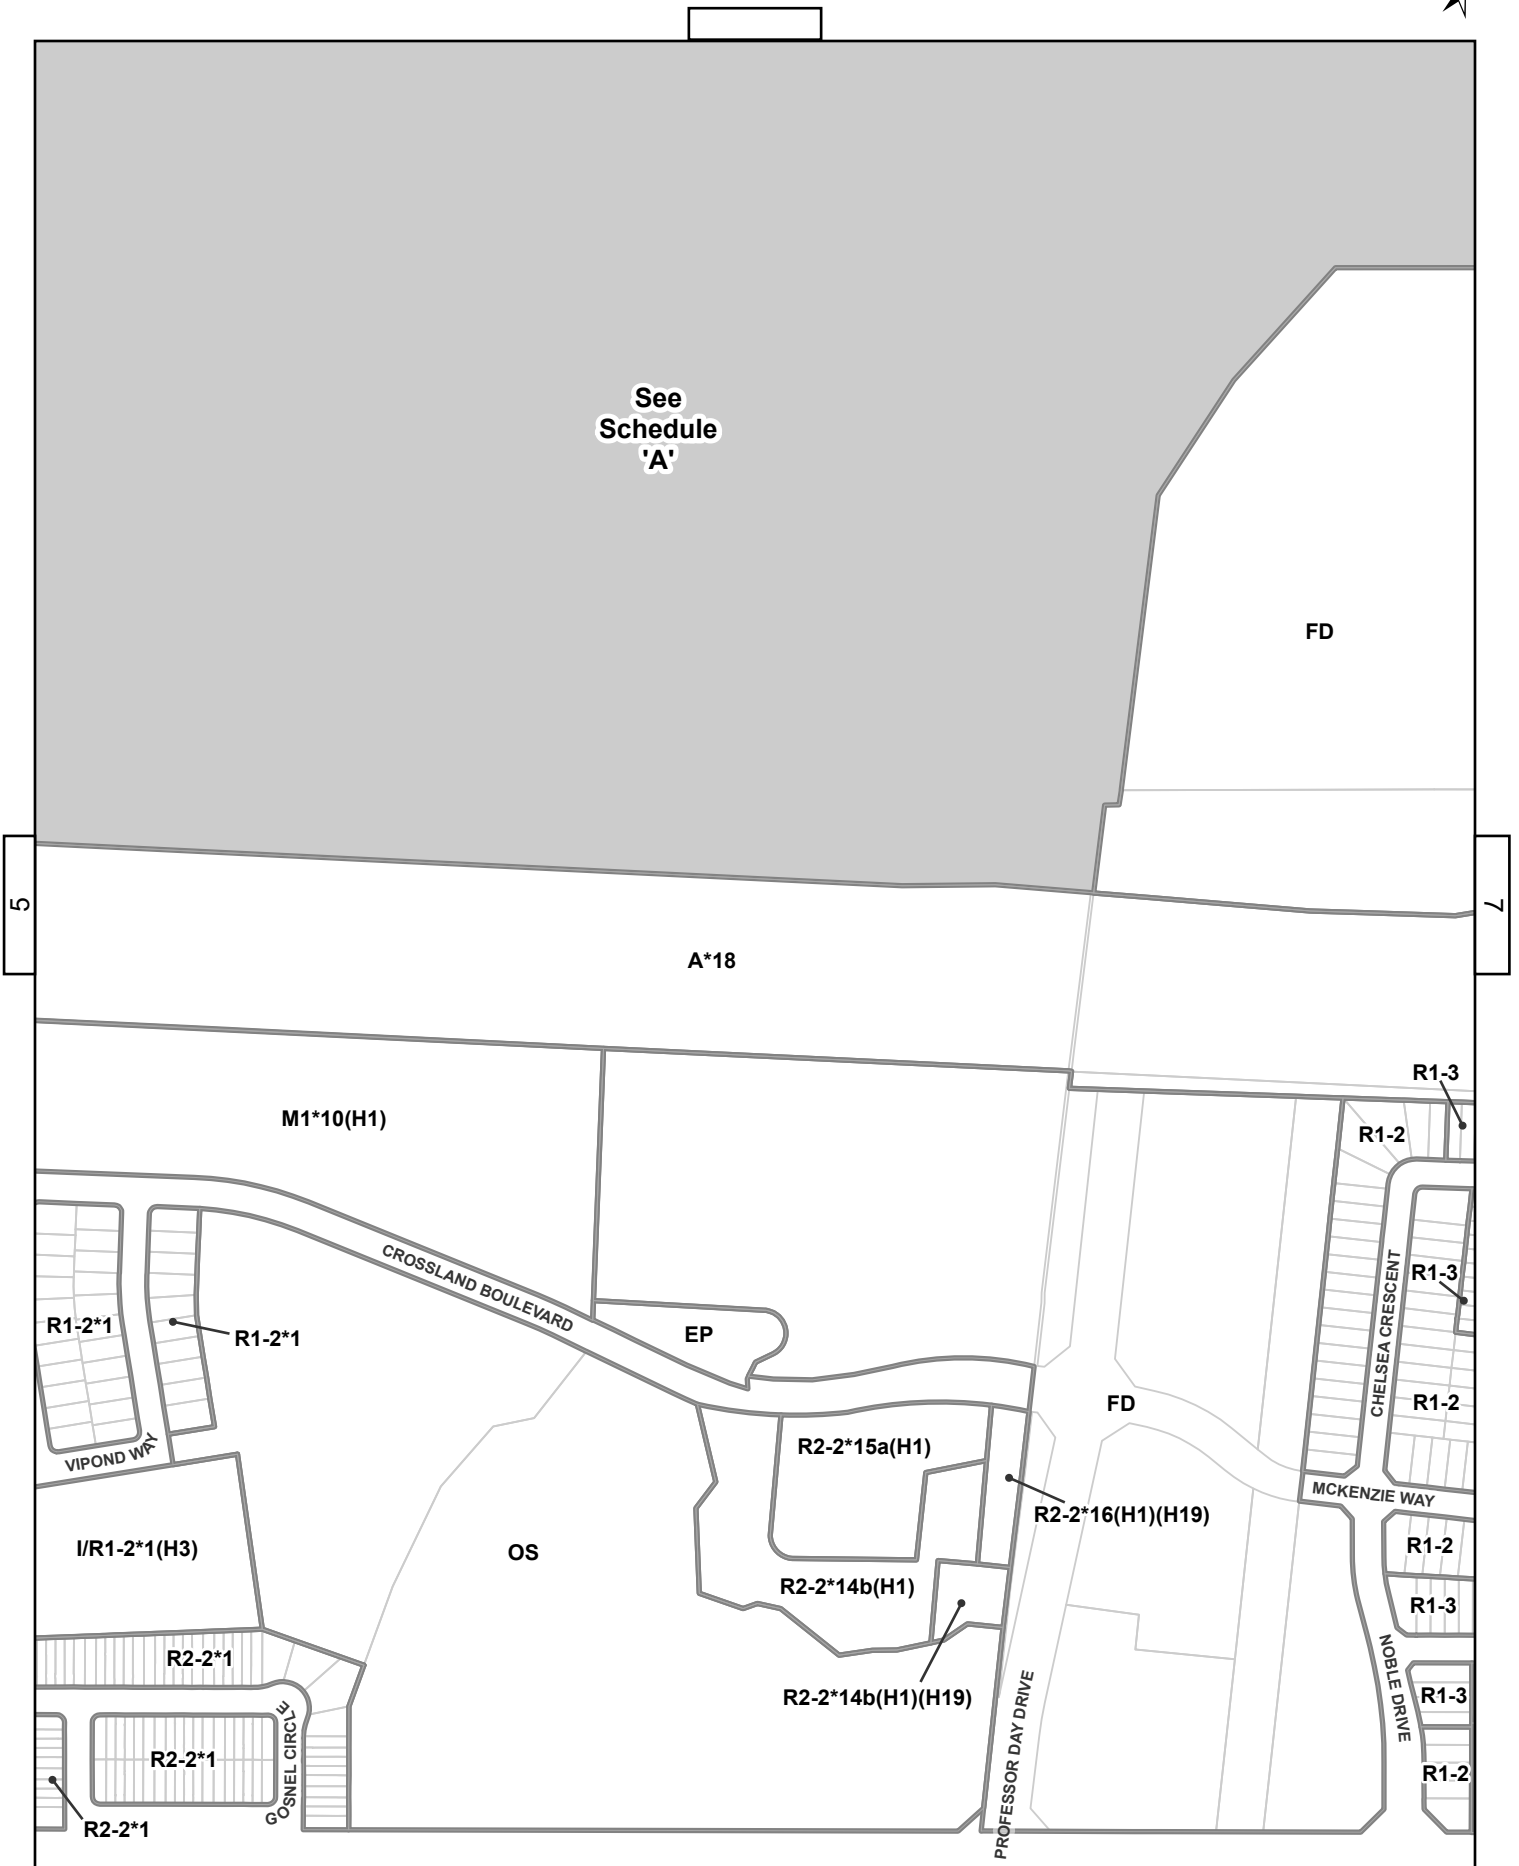 See
Schedule
'A'
FD
5
7
A*18
R1-3
M1*10(H1)
R1-2
CROSSLAND BOULEVARD
CHELSEA CRESCENT
R1-3
R1-2*1
R1-2*1
EP
FD
R1-2
R2-2*15a(H1)
VIPOND WAY
MCKENZIE WAY
R2-2*16(H1)(H19)
I/R1-2*1(H3)
OS
R1-2
R2-2*14b(H1)
R1-3
R2-2*1
NOBLE DRIVE
R2-2*14b(H1)(H19)
R1-3
PROFESSOR DAY DRIVE
GOSNEL CIRCLE
R2-2*1
R1-2
R2-2*1